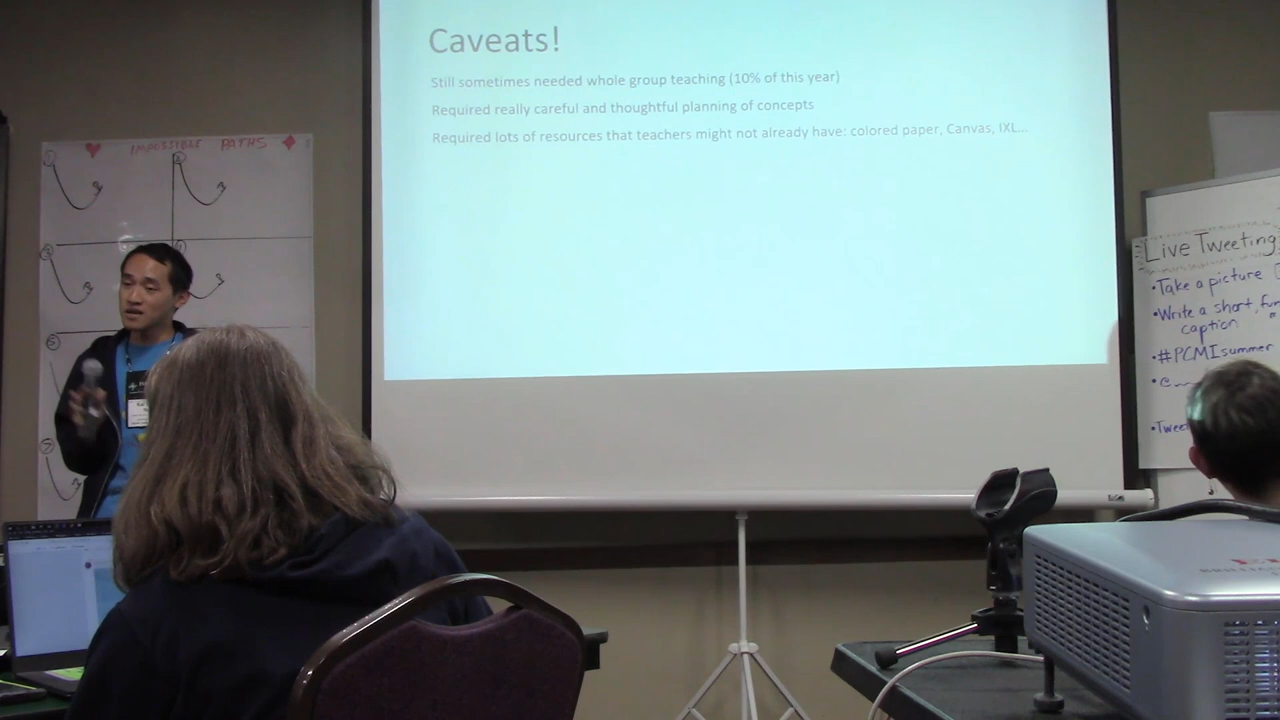 Caveats!
Still sometimes needed whole group teaching (10% of this year)
Required really careful and thoughtful planning of concepts
Required lots of resources that teachers might not already have: colored paper, Canvas, IXL...
IMPOSSIBLE PATHS
Live Tweeting
•Take a picture
•Write a short, fun
caption
•#PCMIsummer
•@
•Tweet